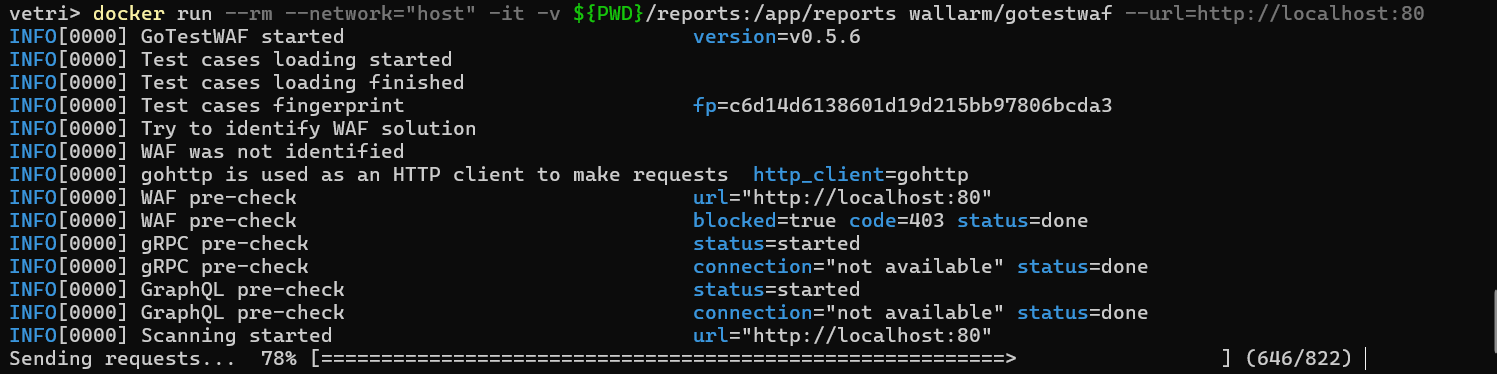 vetri> docker run --rm --network="host" -it -v ${PWD}/reports:/app/reports wallarm/gotestwaf --url=http://localhost:80
INFO[0000] GoTestWAF started                             version=v0.5.6
INFO[0000] Test cases loading started
INFO[0000] Test cases loading finished
INFO[0000] Test cases fingerprint                        fp=c6d14d6138601d19d215bb97806bcda3
INFO[0000] Try to identify WAF solution
INFO[0000] WAF was not identified
INFO[0000] gohttp is used as an HTTP client to make requests  http_client=gohttp
INFO[0000] WAF pre-check                                 url="http://localhost:80"
INFO[0000] WAF pre-check                                 blocked=true code=403 status=done
INFO[0000] gRPC pre-check                                status=started
INFO[0000] gRPC pre-check                                connection="not available" status=done
INFO[0000] GraphQL pre-check                             status=started
INFO[0000] GraphQL pre-check                             connection="not available" status=done
INFO[0000] Scanning started                              url="http://localhost:80"
Sending requests...  78% [=========================================================>                 ] (646/822)